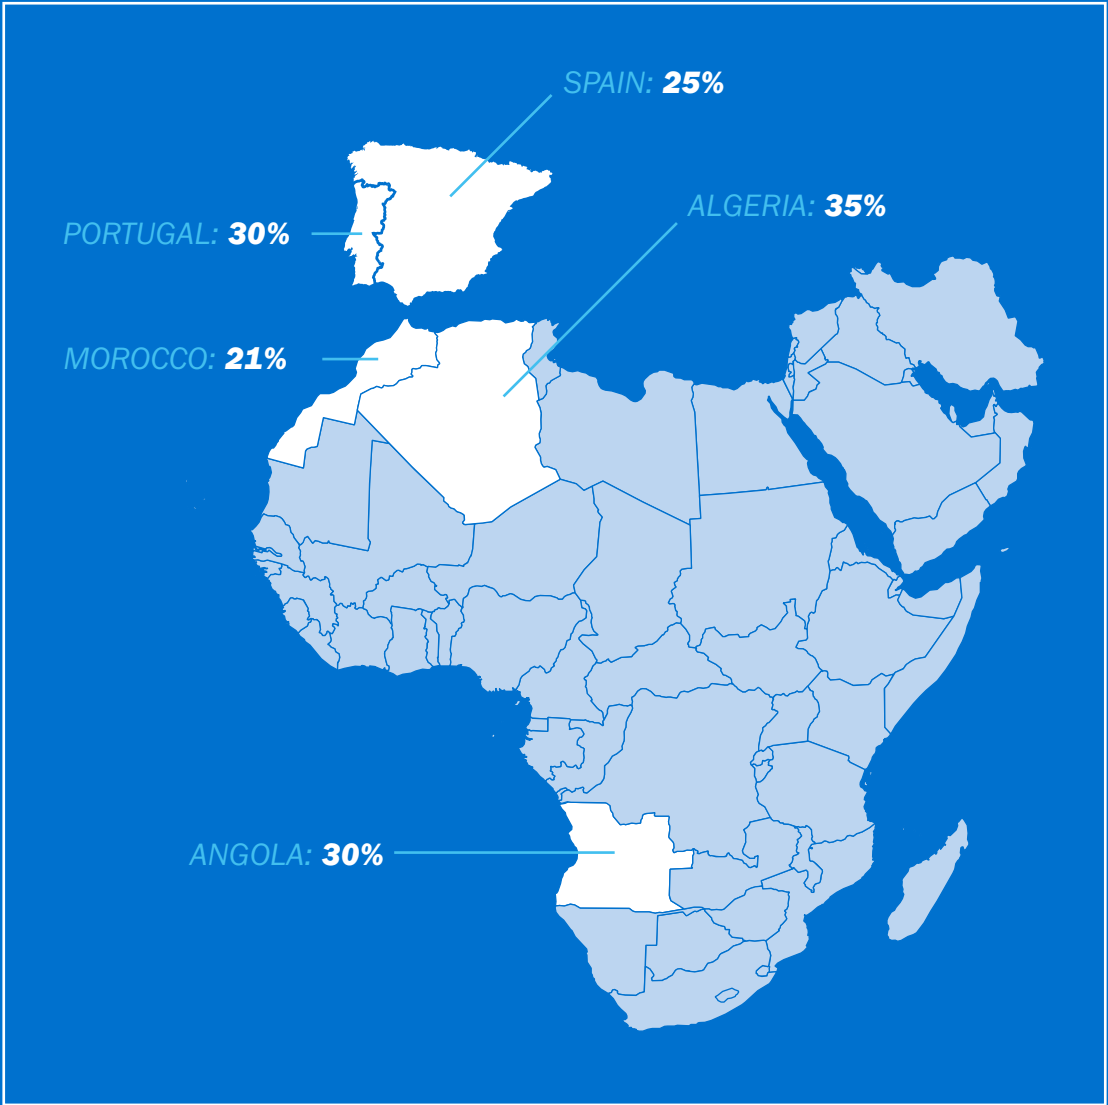 SPAIN: 25%
ALGERIA: 35%
PORTUGAL: 30%
MOROCCO: 21%
ANGOLA: 30%